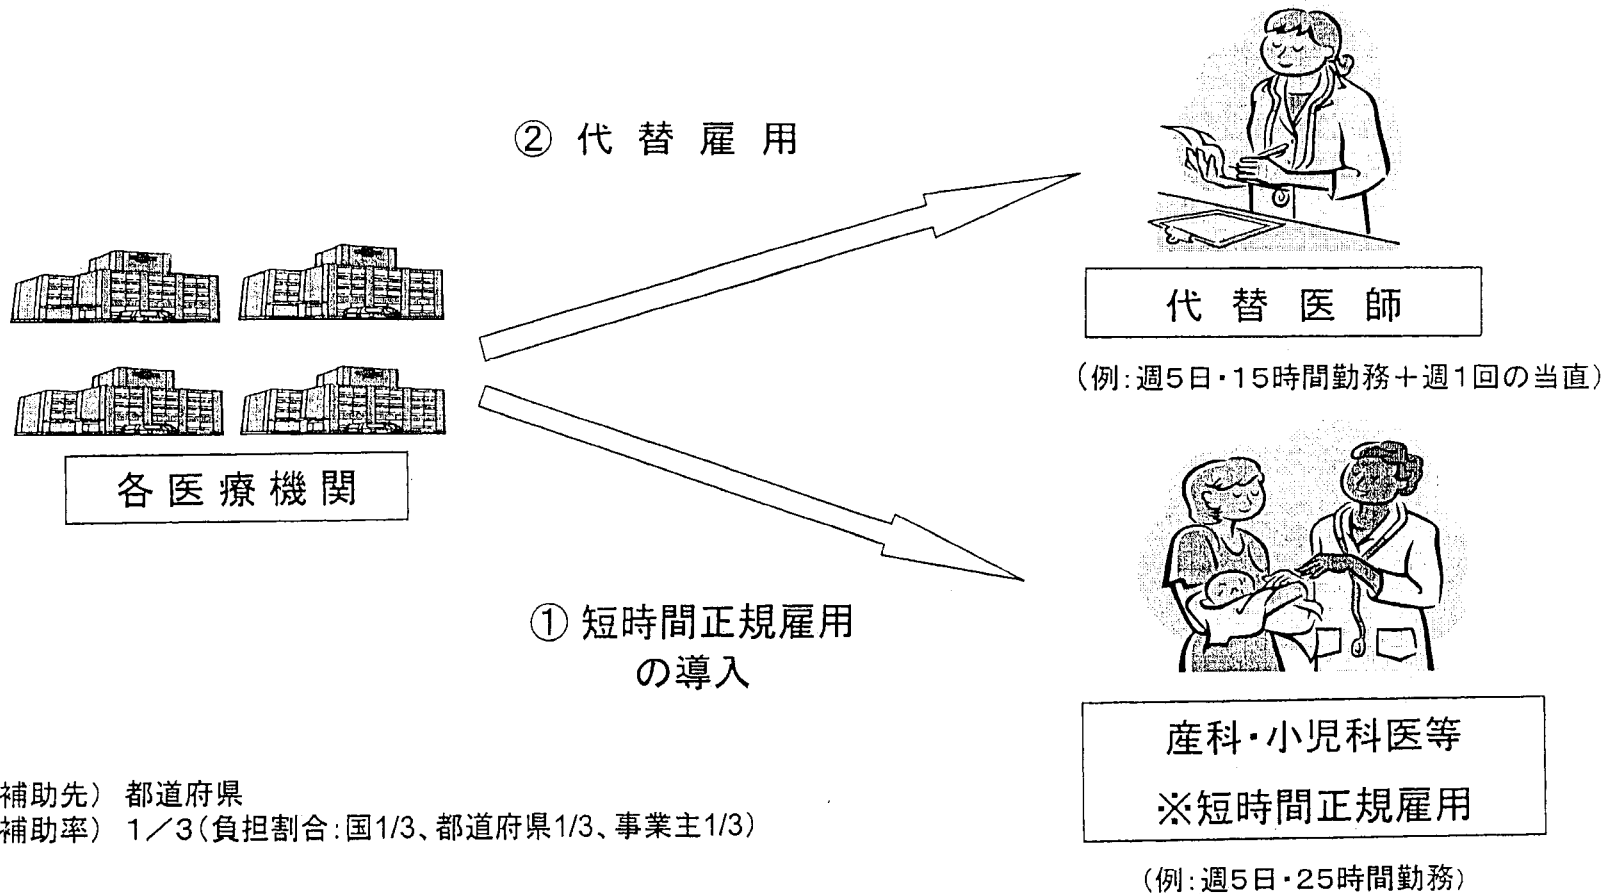 ② 代替雇用
代替医師
(例:週5日・15時間勤務+週1回の当直)
各医療機関
① 短時間正規雇用
の導入
産科・小児科医等
※短時間正規雇用
(例:週5日・25時間勤務)
補助先) 都道府県
補助率) 1/3(負担割合:国1/3、都道府県1/3、事業主1/3)